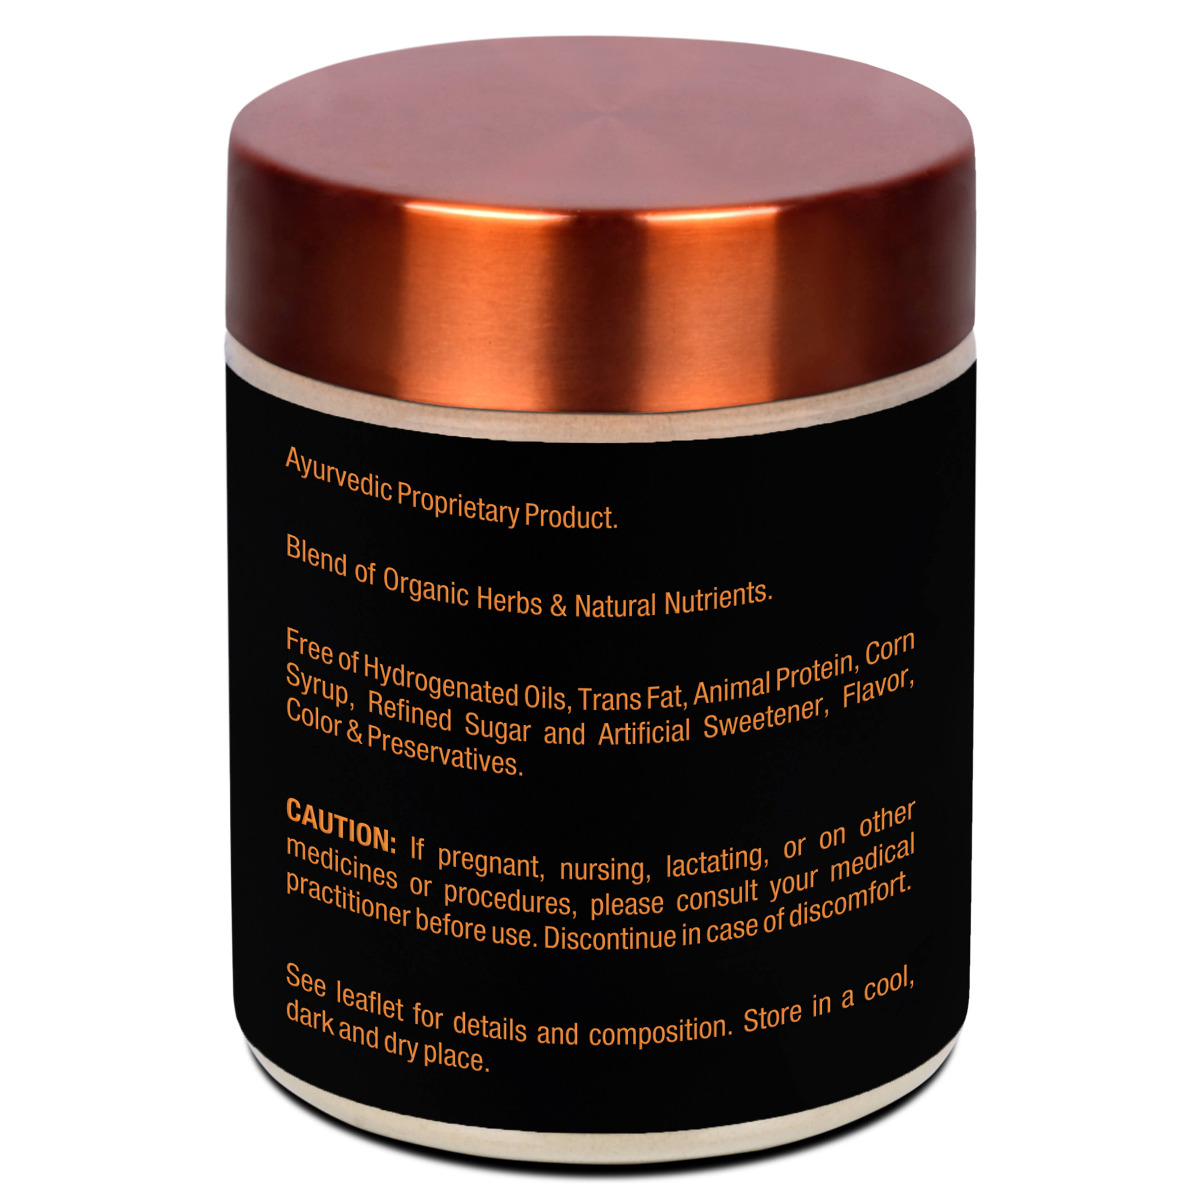 Ayurvedic Proprietary Product.
Blend of Organic Herbs & Natural Nutrients.
Free of Hydrogenated Oils, Trans Fat, Animal Protein, Corn
Syrup, Refined Sugar and Artificial Sweetener, Flavor,
Color & Preservatives.
CAUTION: If pregnant, nursing, lactating, or on other
medicines or procedures, please consult your medical
practitioner before use. Discontinue in case of discomfort.
See leaflet for details and composition. Store in a cool,
dark and dry place.